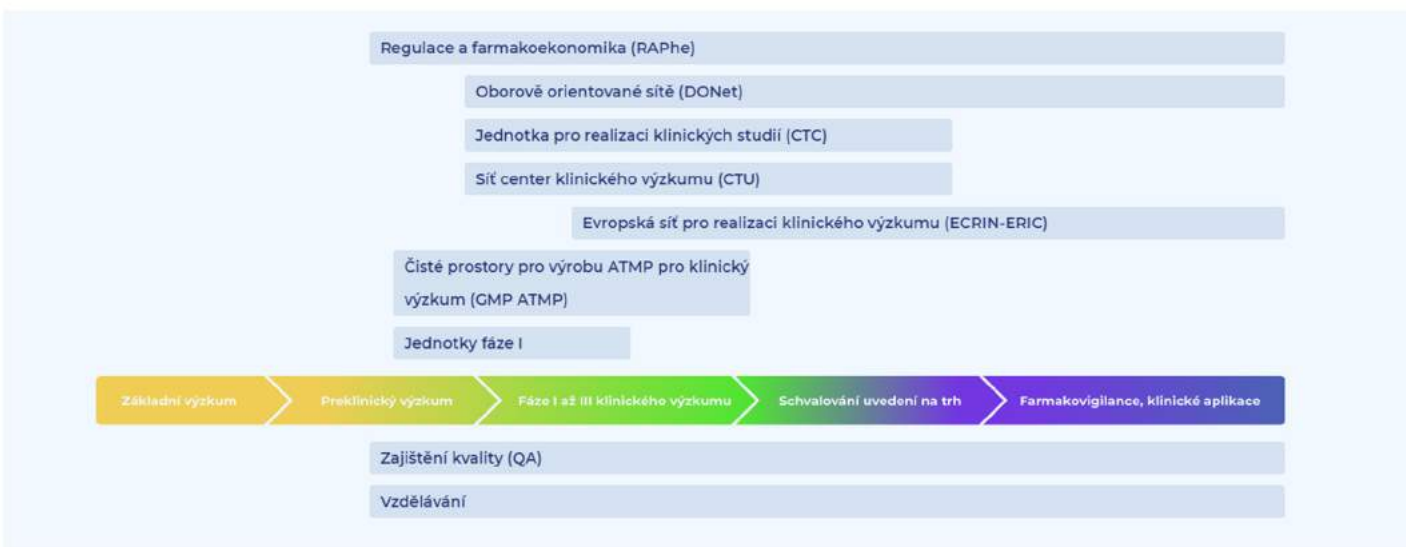 Regulace a farmakoekonomika (RAPhe)
Oborově orientované sítě (DONet)
Jednotka pro realizaci klinických studií (CTC)
Síť center klinického výzkumu (CTU)
Evropská síť pro realizaci klinického výzkumu (ECRIN-ERIC)
Čisté prostory pro výrobu ATMP pro klinický
výzkum (GMP ATMP)
Jednotky fáze I
Základní výzkum
Preklinický výzkum
Fáze I až III klinického výzkumu
Schvalování uvedení na trh
Farmakovigilance, klinické aplikace
Zajištění kvality (QA)
Vzdělávání